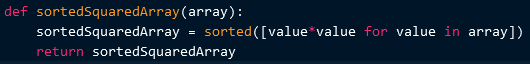 def sortedSquaredArray(array):
    sortedSquaredArray = sorted([value*value for value in array])
    return sortedSquaredArray